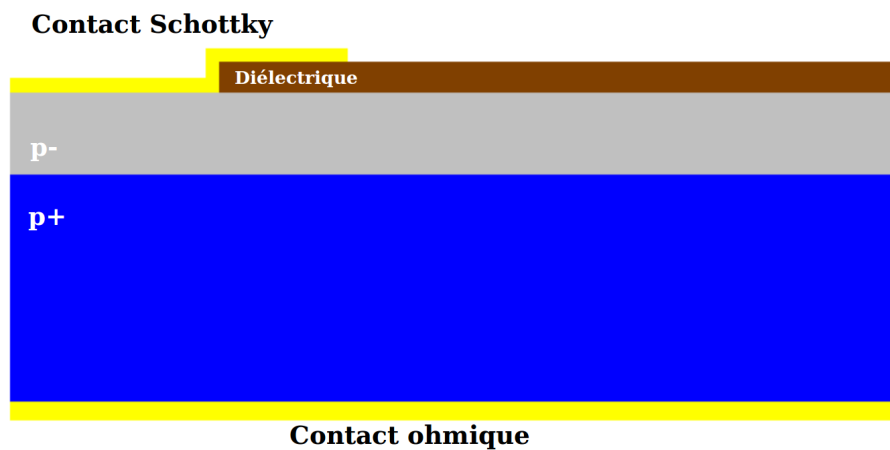 Contact Schottky
Diélectrique
p-
p+
Contact ohmique